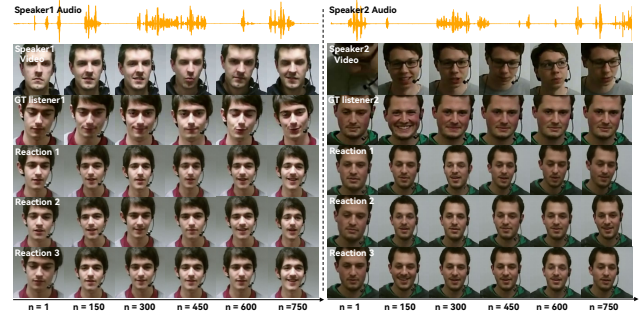 Speaker1 Audio
Speaker1
Video
GT listener1
Reaction 1
Reaction 2
Reaction 3
n = 1 n = 150 n = 300 n = 450 n = 600 n =750
Speaker2 Audio
Speaker2
Video
GT listener2
Reaction 1
Reaction 2
Reaction 3
n = 1 n = 150 n = 300 n = 450 n = 600 n =750